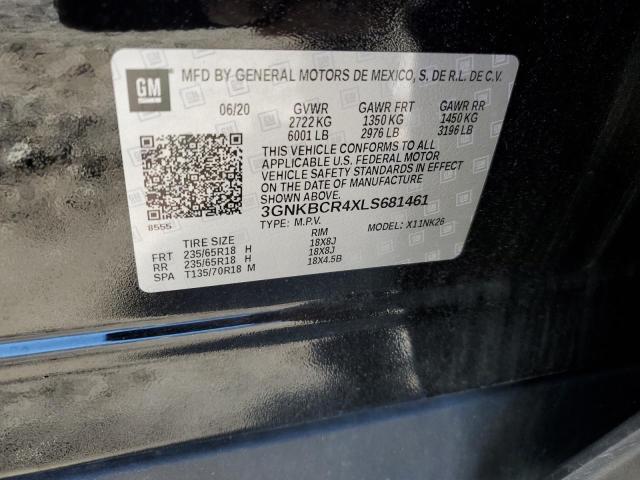 GM
MFD BY GENERAL MOTORS DE MEXICO, S. DE R.L. DE C.V.
06/20 GVWR GAWR FRT GAWR RR
2722 KG 1350 KG 1450 KG
6001 LB 2976 LB 3196 LB
THIS VEHICLE CONFORMS TO ALL
APPLICABLE U.S. FEDERAL MOTOR
VEHICLE SAFETY STANDARDS IN EFFECT
ON THE DATE OF MANUFACTURE
3GNKBCR4XLS681461
8555
TYPE: M.P.V. MODEL: X11NK26
TIRE SIZE RIM
FRT 235/65R18 H 18X8J
RR 235/65R18 H 18X8J
SPA T135/70R18 M 18X4.5B